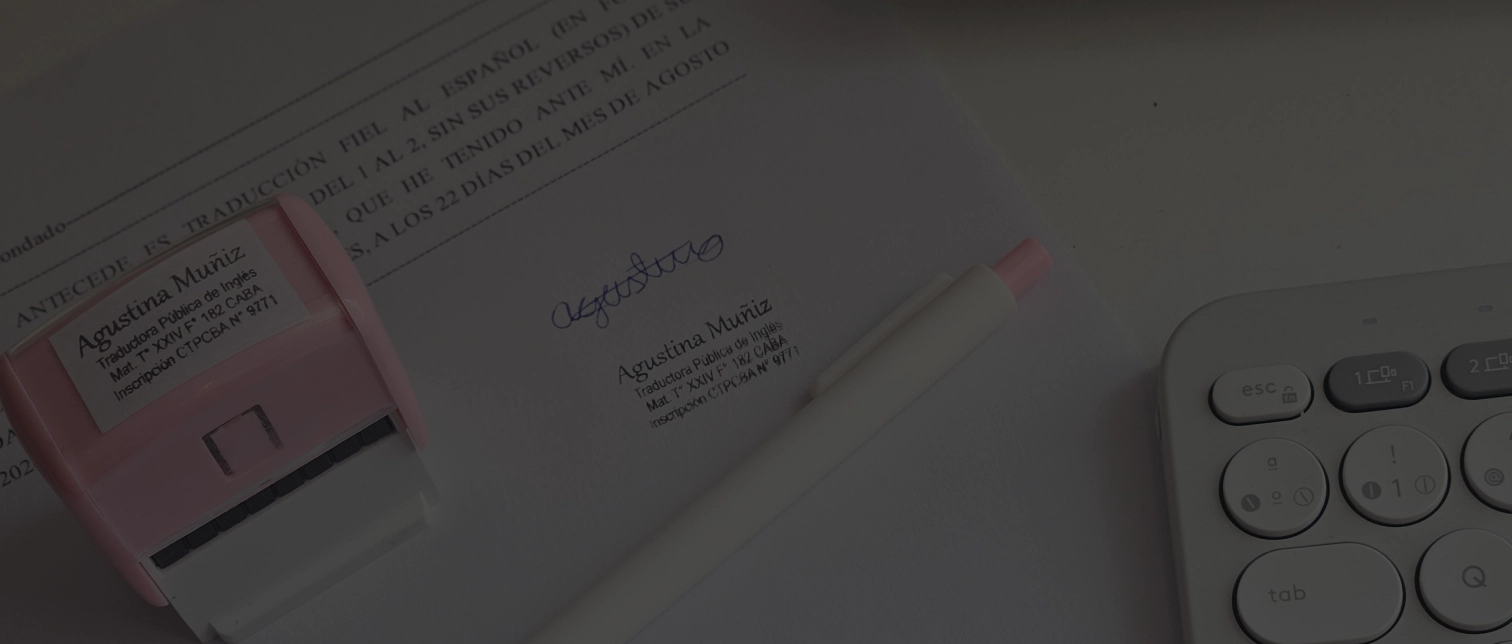 ondado
ANTECEDE ES TRADUCCIÓN FIEL AL ESPAÑOL (EN
DEL 1 AL 2, SIN SUS REVERSOS) DE
QUE HE TENIDO ANTE MÍ. EN LA
A LOS 22 DÍAS DEL MES DE AGOSTO
202
Agustina Muñiz
Traductora Pública de Inglés
Mat. T° XXIV F° 182 CABA
Inscripción CTPCBA N° 9771
Agustina Muñiz
Traductora Pública de Inglés
Mat. T° XXIV F° 182 CABA
Inscripción CTPCBA N° 9771
esc
1
F1
2
a
º
!
1
@
tab
Q